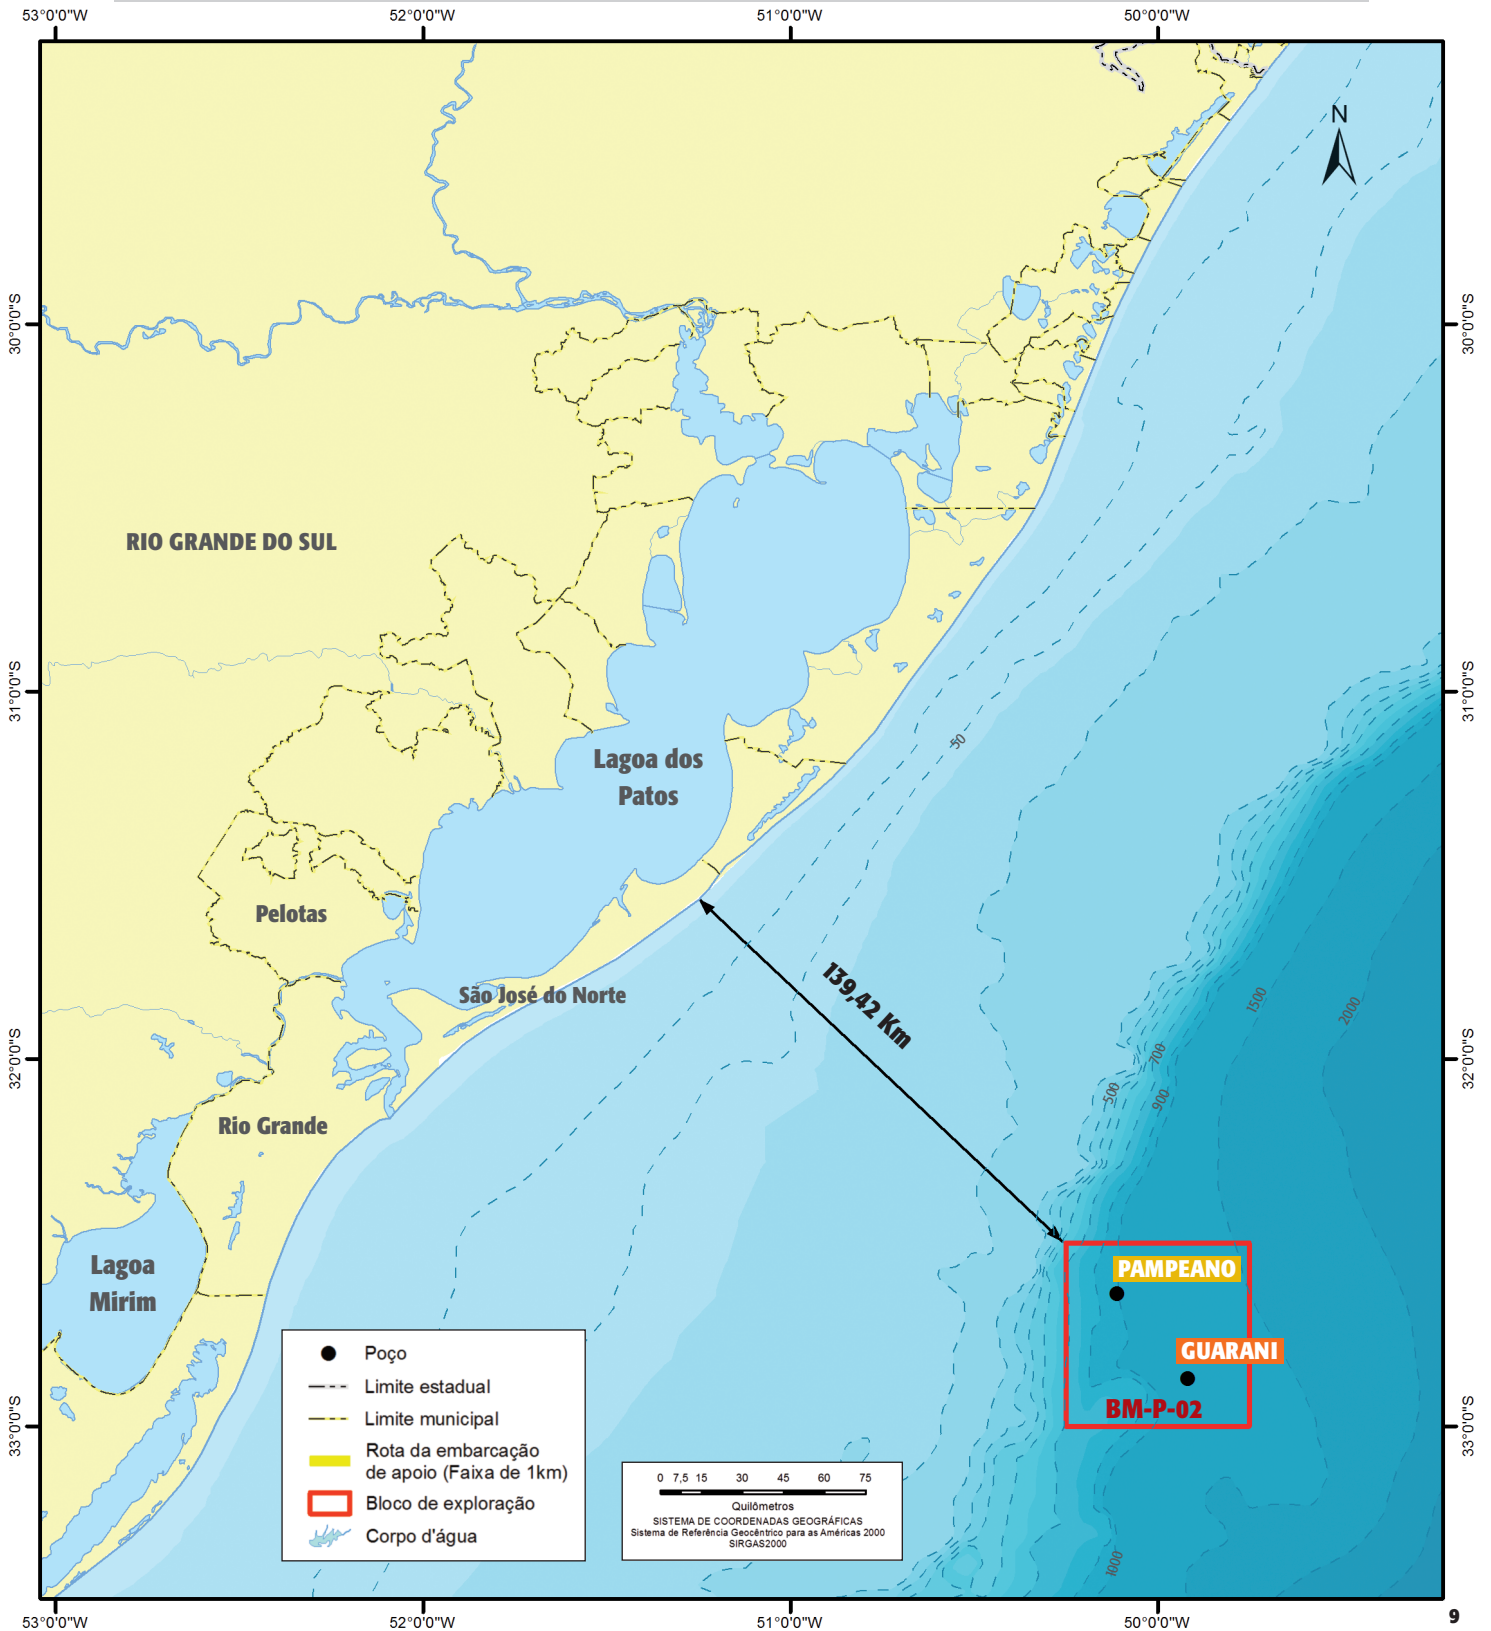 53°0'0"W
52°0'0"W
51°0'0"W
50°0'0"W
N
30°0'0"S
30°0'0"S
RIO GRANDE DO SUL
31°0'0"S
31°0'0"S
50
Lagoa dos
Patos
Pelotas
São José do Norte
139,42 Km
1500
2000
700
500
900
32°0'0"S
32°0'0"S
Rio Grande
Lagoa
Mirim
PAMPEANO
GUARANI
BM-P-02
33°0'0"S
33°0'0"S
Poço
Limite estadual
Limite municipal
Rota da embarcação
de apoio (Faixa de 1km)
Bloco de exploração
Corpo d'água
0 7,5 15 30 45 60 75
Quilômetros
SISTEMA DE COORDENADAS GEOGRÁFICAS
Sistema de Referência Geocêntrico para as Américas 2000
SIRGAS2000
1000
53°0'0"W
52°0'0"W
51°0'0"W
50°0'0"W
9